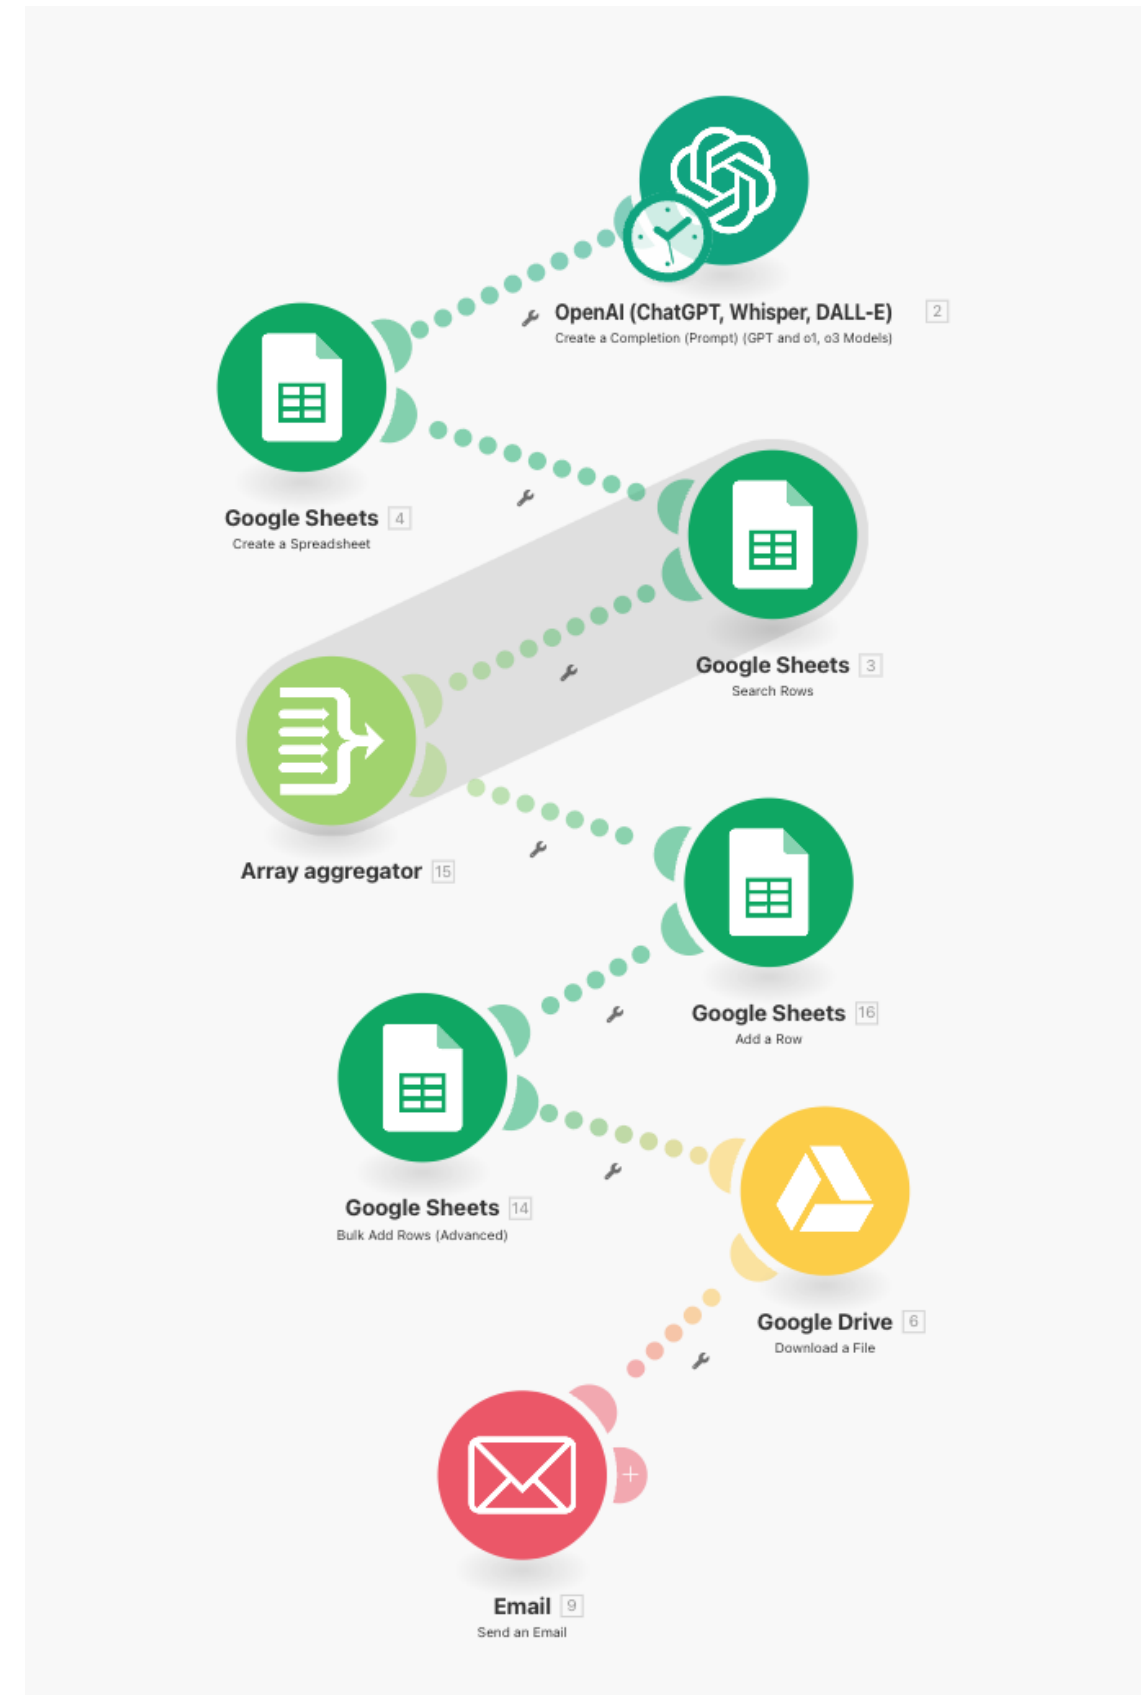 OpenAI (ChatGPT, Whisper, DALL-E) 2
Create a Completion (Prompt) (GPT and o1, o3 Models)
Google Sheets 4
Create a Spreadsheet
Google Sheets 3
Search Rows
Array aggregator 15
Google Sheets 16
Add a Row
Google Sheets 14
Bulk Add Rows (Advanced)
Google Drive 6
Download a File
Email 9
Send an Email